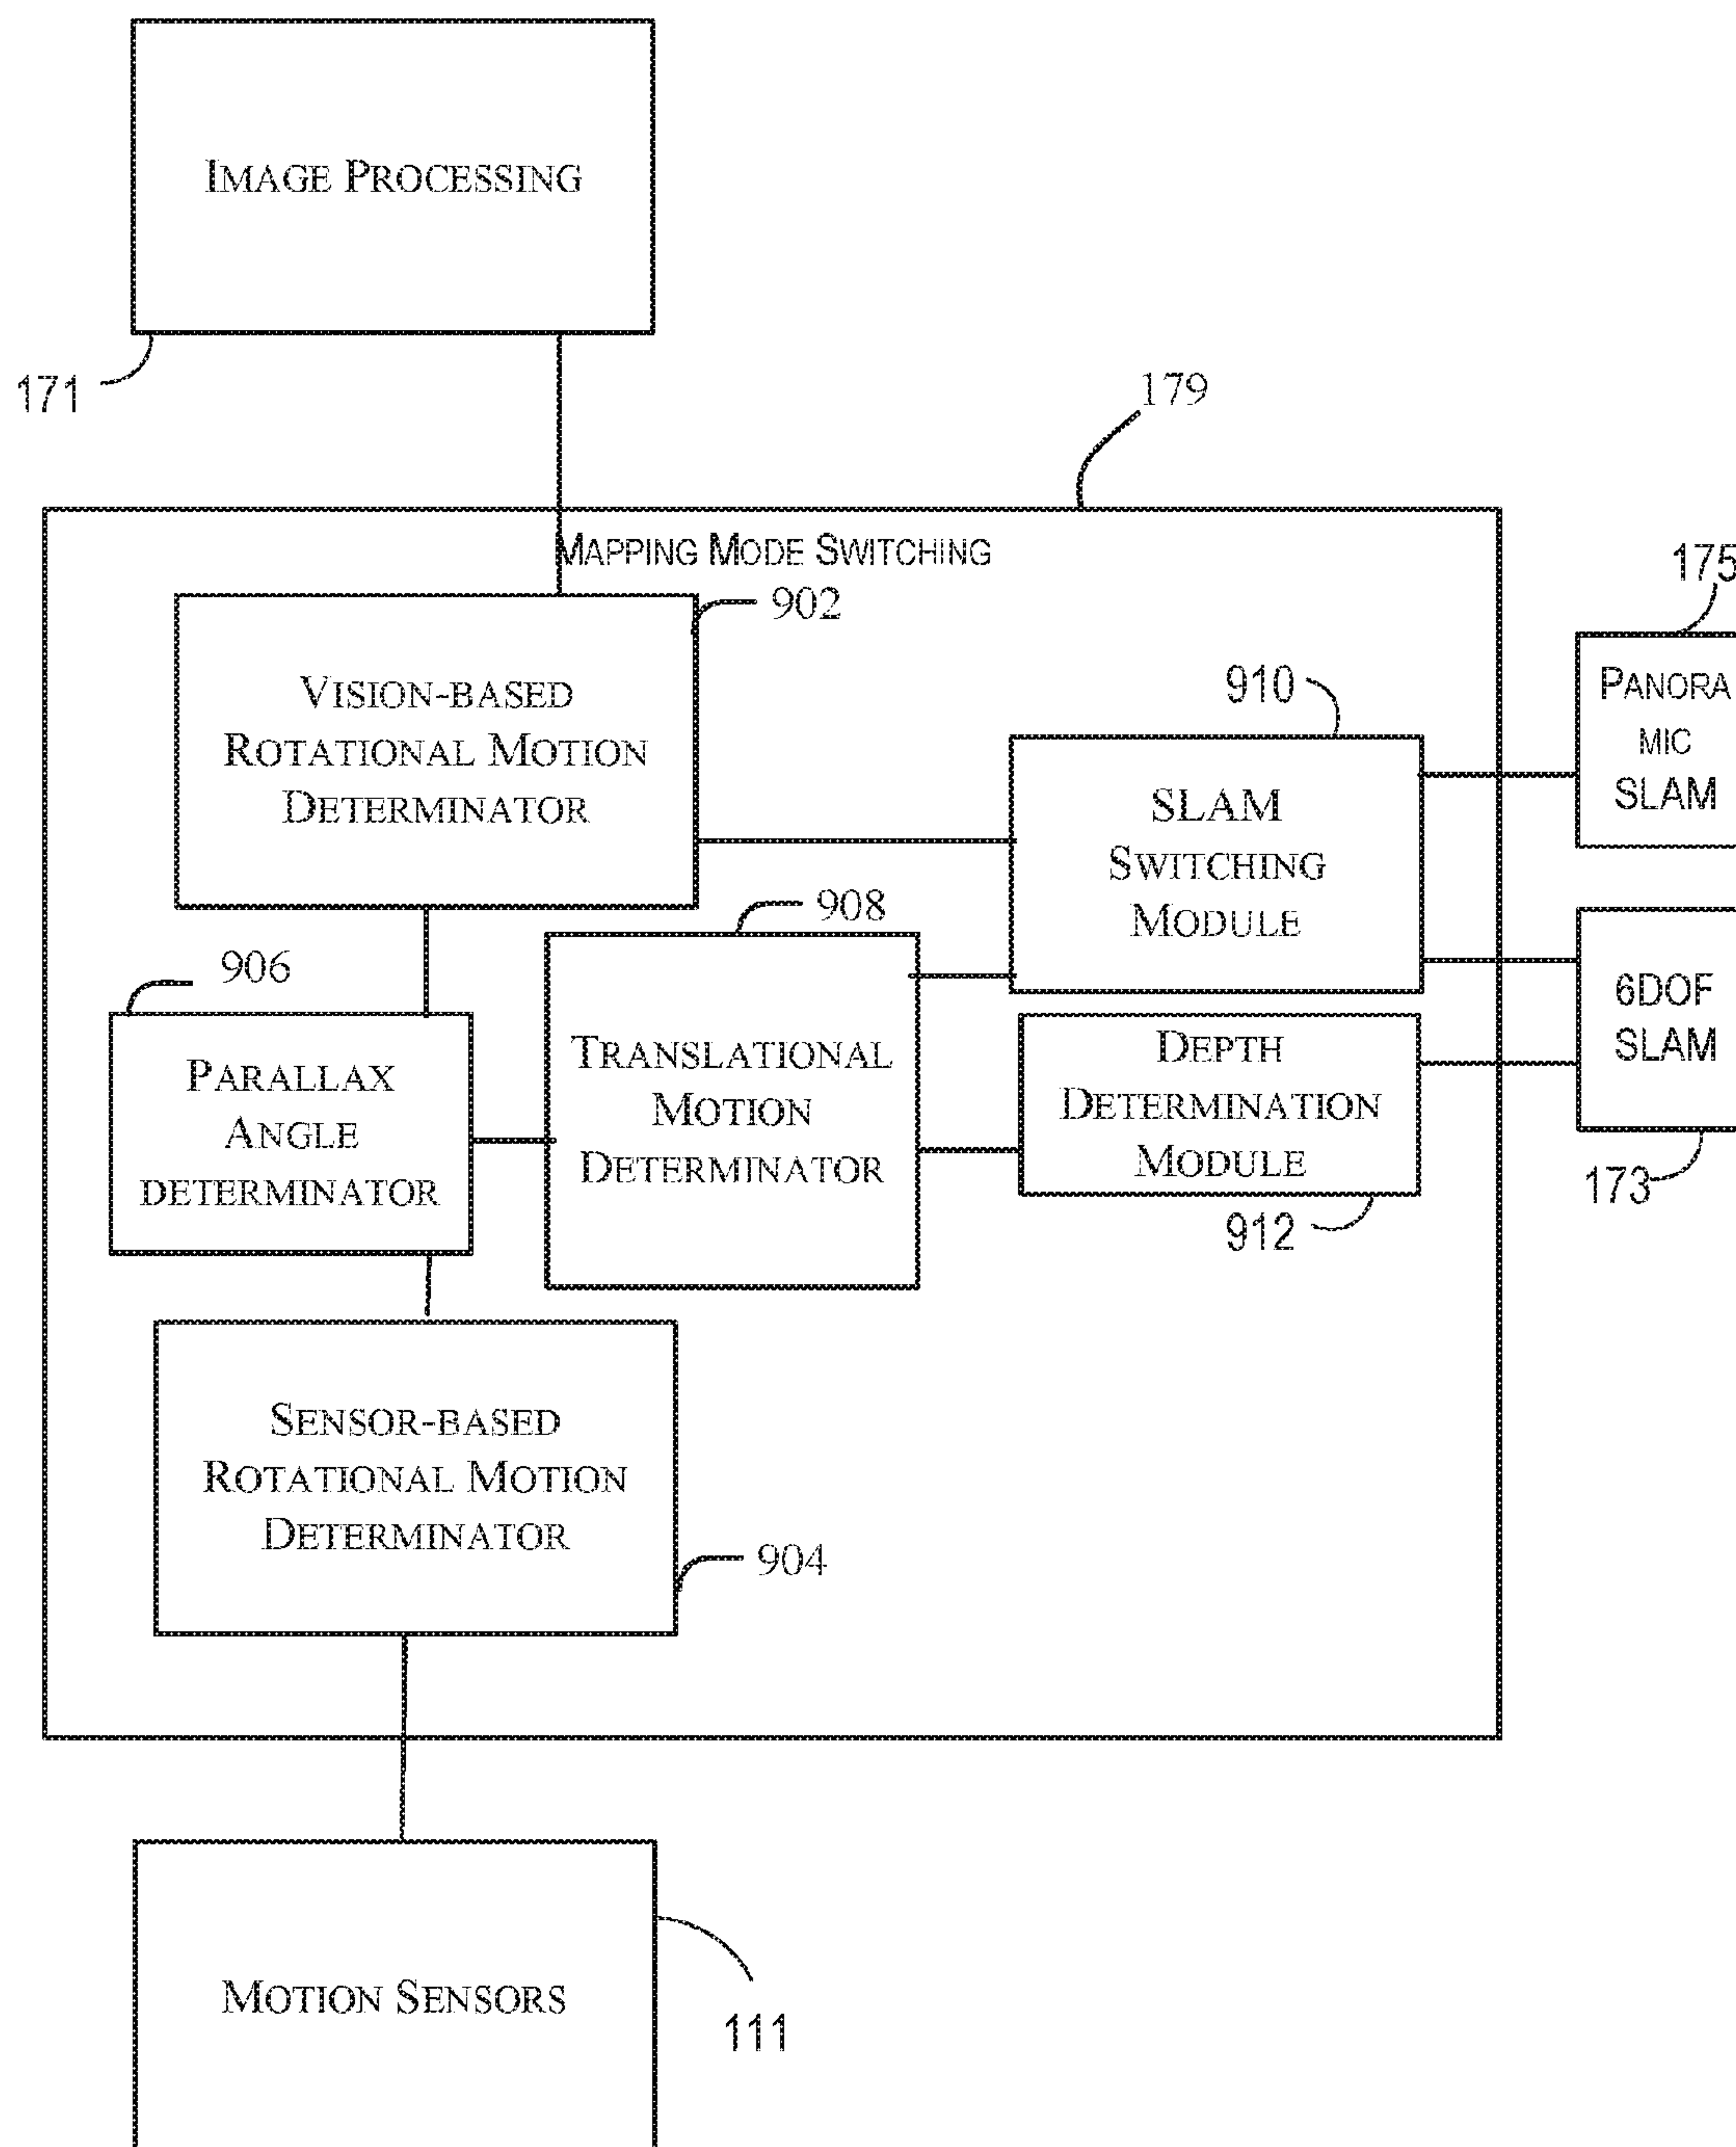 IMAGE PROCESSING
171
179
MAPPING MODE SWITCHING
902
VISION-BASED
ROTATIONAL MOTION
DETERMINATOR
910
SLAM
SWITCHING
MODULE
175
PANORA
MIC
SLAM
908
TRANSLATIONAL
MOTION
DETERMINATOR
906
PARALLAX
ANGLE
DETERMINATOR
DEPTH
DETERMINATION
MODULE
912
6DOF
SLAM
173
SENSOR-BASED
ROTATIONAL MOTION
DETERMINATOR
904
MOTION SENSORS
111